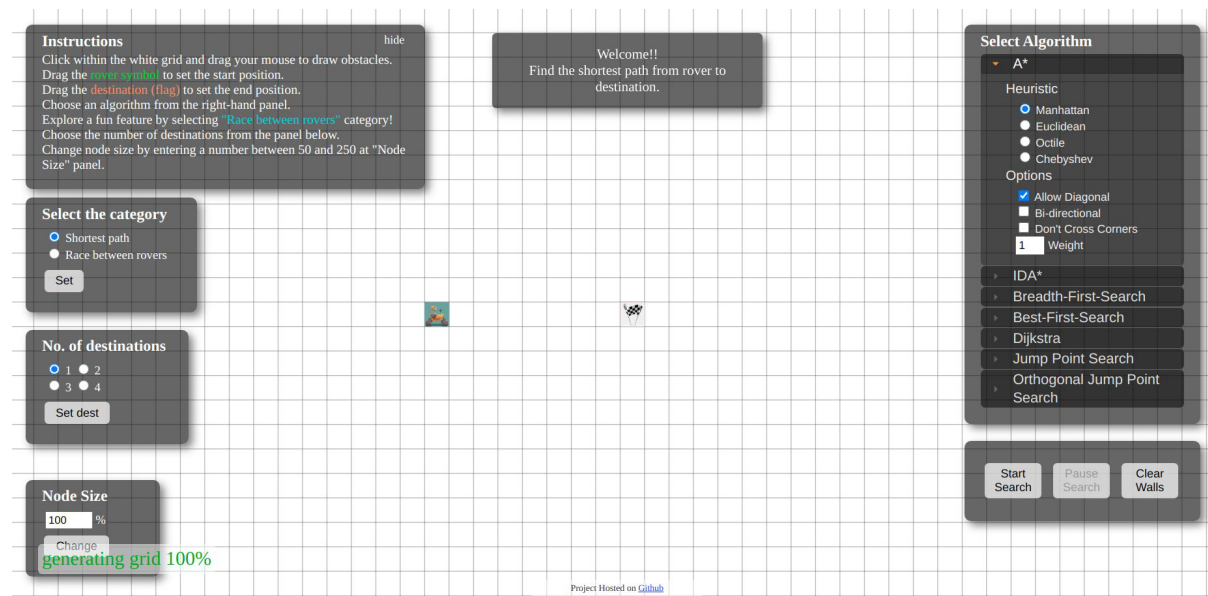 Instructions
hide
Click within the white grid and drag your mouse to draw obstacles.
Drag the rover symbol to set the start position.
Drag the destination (flag) to set the end position.
Choose an algorithm from the right-hand panel.
Explore a fun feature by selecting "Race between rovers" category!
Choose the number of destinations from the panel below.
Change node size by entering a number between 50 and 250 at "Node
Size" panel.
Select the category
Shortest path
Race between rovers
Set
No. of destinations
1 2
3 4
Set dest
Node Size
100 %
Change
generating grid 100%
Welcome!!
Find the shortest path from rover to
destination.
Project Hosted on Github
Select Algorithm
A*
Heuristic
Manhattan
Euclidean
Octile
Chebyshev
Options
Allow Diagonal
Bi-directional
Don't Cross Corners
1 Weight
IDA*
Breadth-First-Search
Best-First-Search
Dijkstra
Jump Point Search
Orthogonal Jump Point
Search
Start
Search
Pause
Search
Clear
Walls